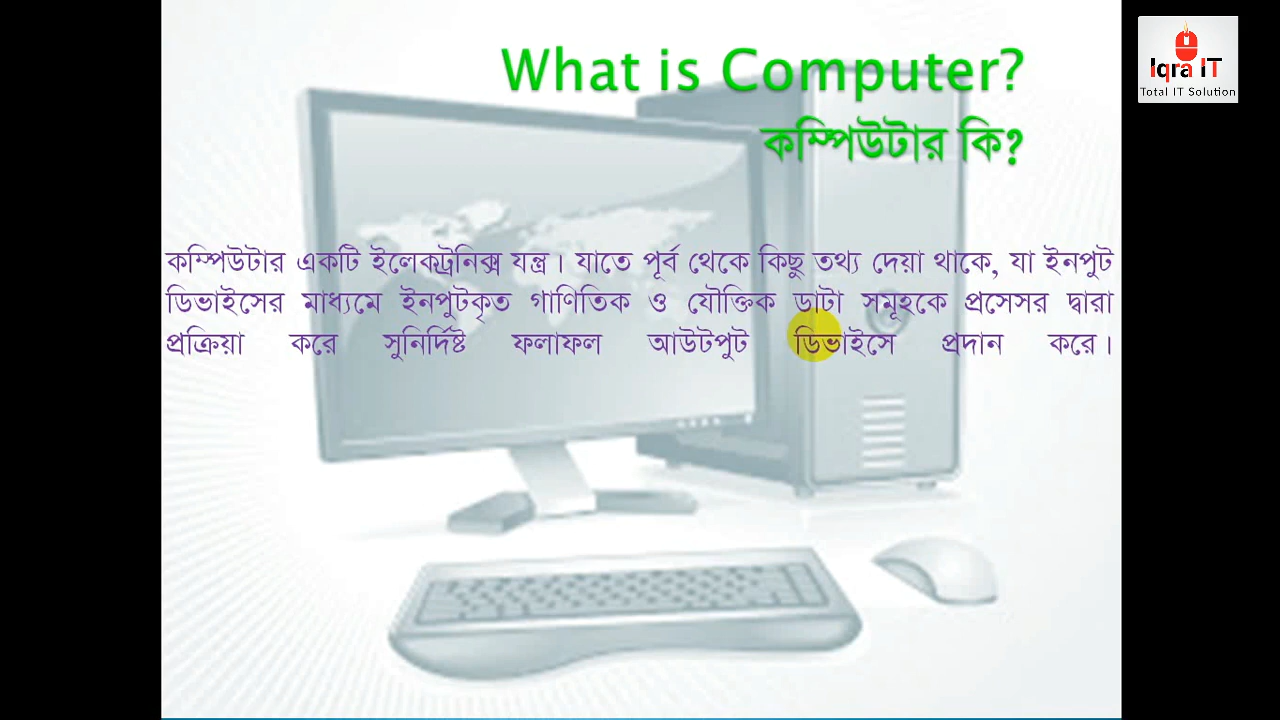 What is Computer?
কম্পিউটার কি?
Iqra IT
Total IT Solution
কম্পিউটার একটি ইলেকট্রনিক্স যন্ত্র। যাতে পূর্ব থেকে কিছু তথ্য দেয়া থাকে, যা ইনপুট
ডিভাইসের মাধ্যমে ইনপুটকৃত গাণিতিক ও যৌক্তিক ডাটা সমূহকে প্রসেসর দ্বারা
প্রক্রিয়া করে সুনির্দিষ্ট ফলাফল আউটপুট ডিভাইসে প্রদান করে।